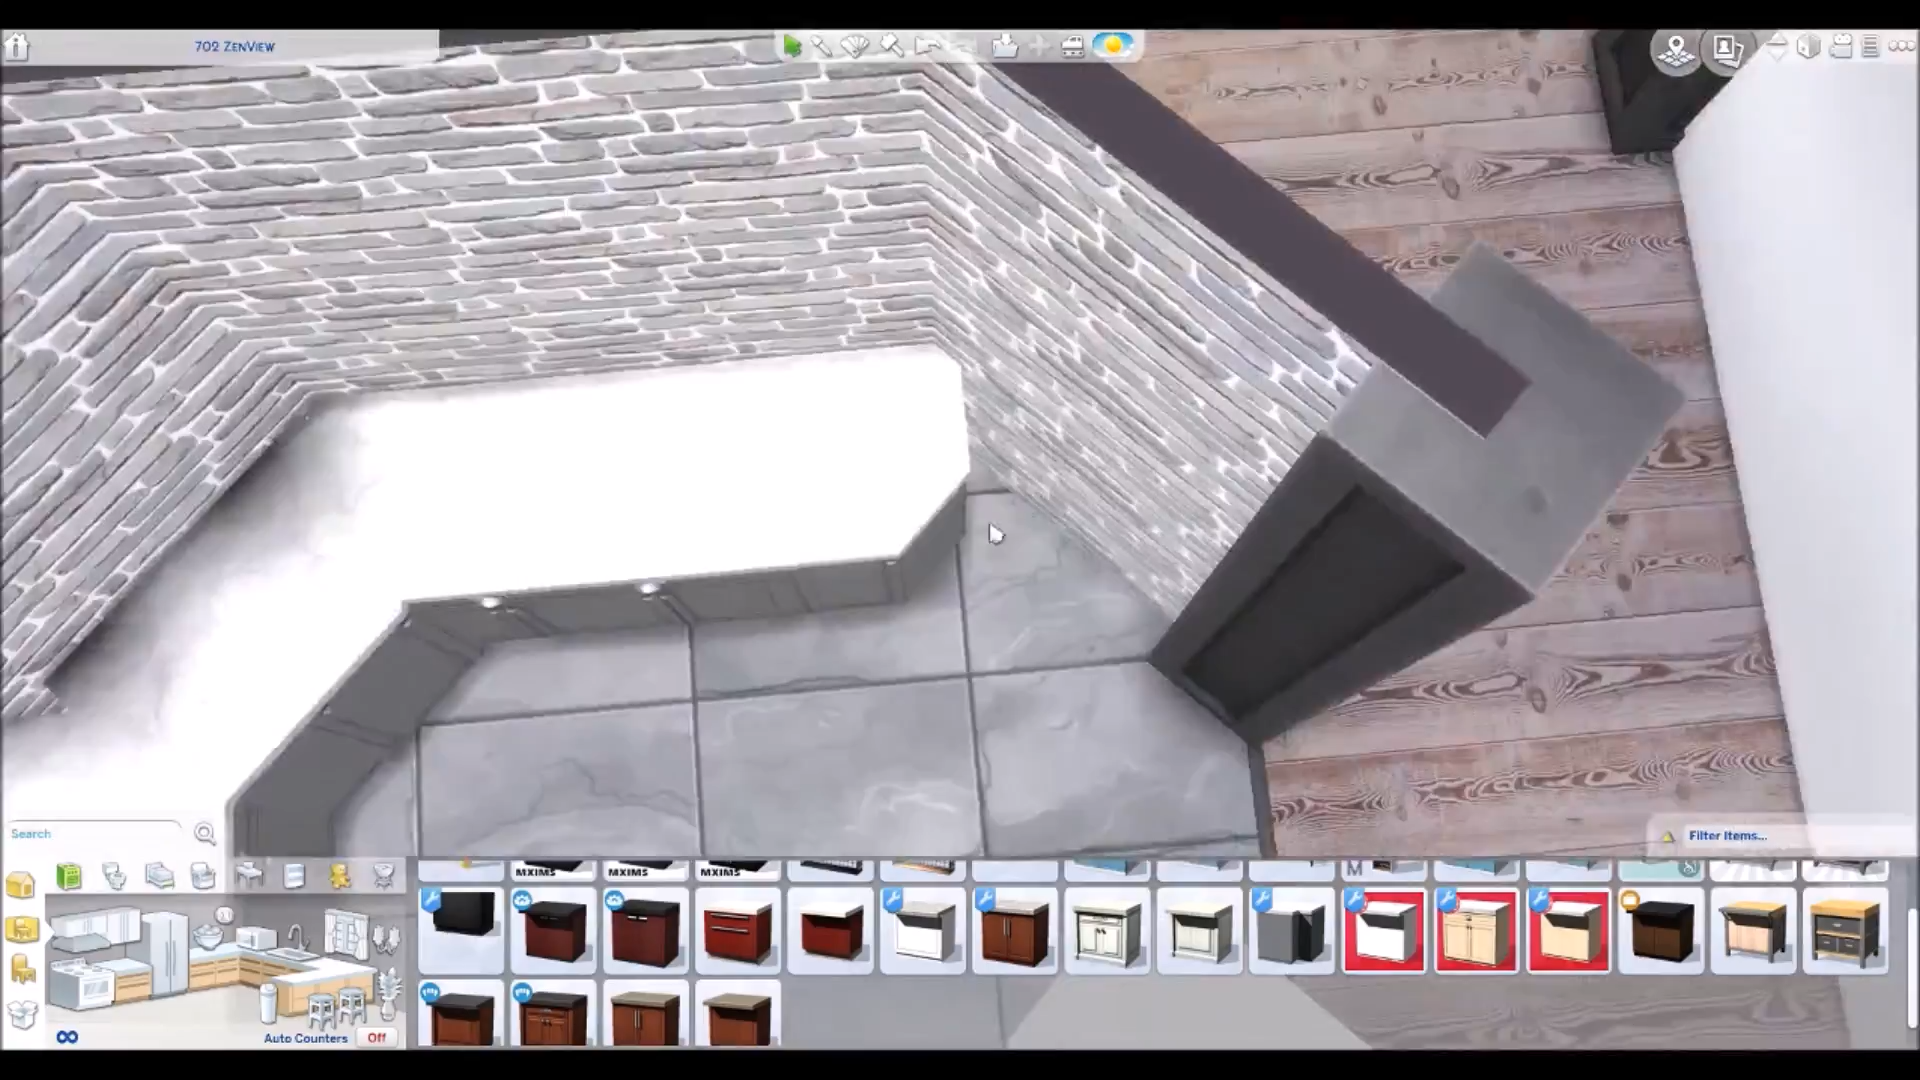 702 ZENVIEW
Search
Filter Items...
MXIMS MXIMS MXIMS
M
Auto Counters Off